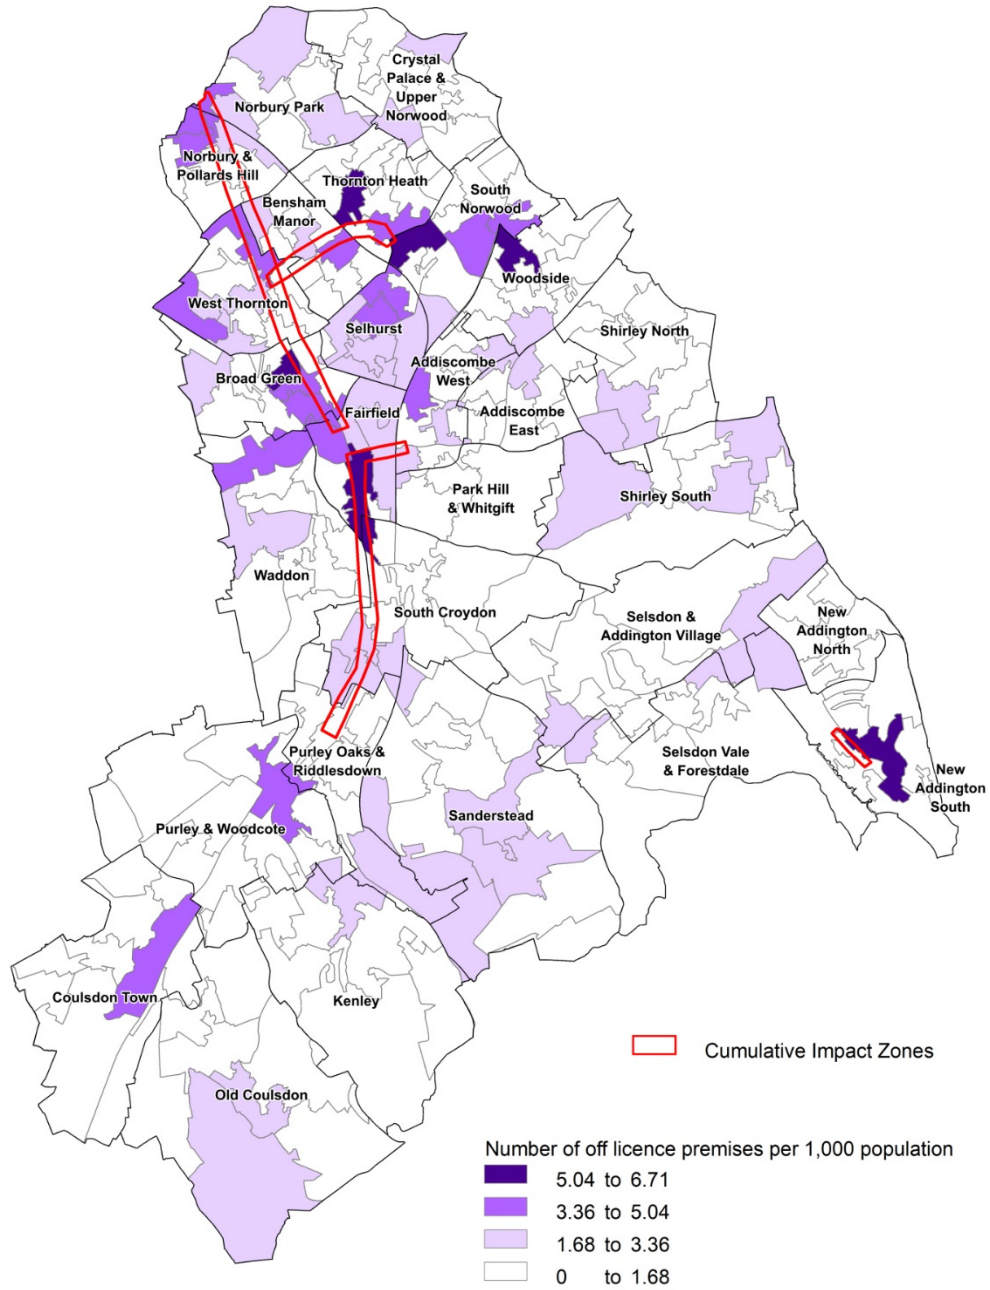 Crystal
Palace &
Upper
Norwood
Norbury Park
Norbury &
Pollards Hill
Thornton Heath
Bensham
Manor
South
Norwood
Woodside
West Thornton
Selhurst
Shirley North
Broad Green
Addiscombe
West
Fairfield
Addiscombe
East
Park Hill
& Whitgift
Shirley South
Waddon
South Croydon
Selsdon &
Addington Village
New
Addington
North
Purley Oaks &
Riddlesdown
Selsdon Vale
& Forestdale
New
Addington
South
Sanderstead
Purley & Woodcote
Coulsdon Town
Kenley
Old Coulsdon
Cumulative Impact Zones
Number of off licence premises per 1,000 population
5.04 to 6.71
3.36 to 5.04
1.68 to 3.36
0 to 1.68